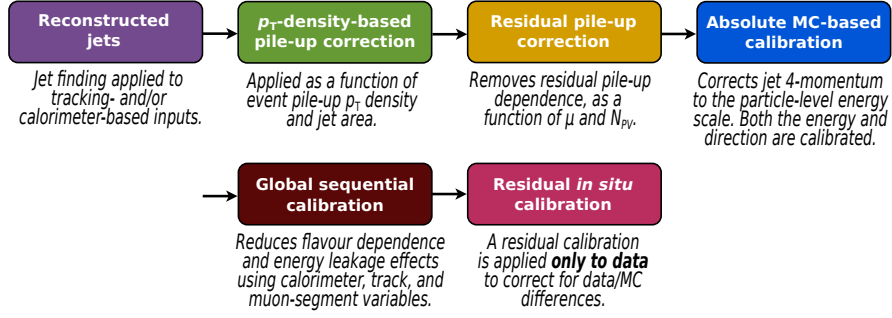 Reconstructed
jets
Jet finding applied to
tracking- and/or
calorimeter-based inputs.
pT-density-based
pile-up correction
Applied as a function of
event pile-up pT density
and jet area.
Residual pile-up
correction
Removes residual pile-up
dependence, as a
function of µ and NPV.
Absolute MC-based
calibration
Corrects jet 4-momentum
to the particle-level energy
scale. Both the energy and
direction are calibrated.
Global sequential
calibration
Reduces flavour dependence
and energy leakage effects
using calorimeter, track, and
muon-segment variables.
Residual in situ
calibration
A residual calibration
is applied only to data
to correct for data/MC
differences.